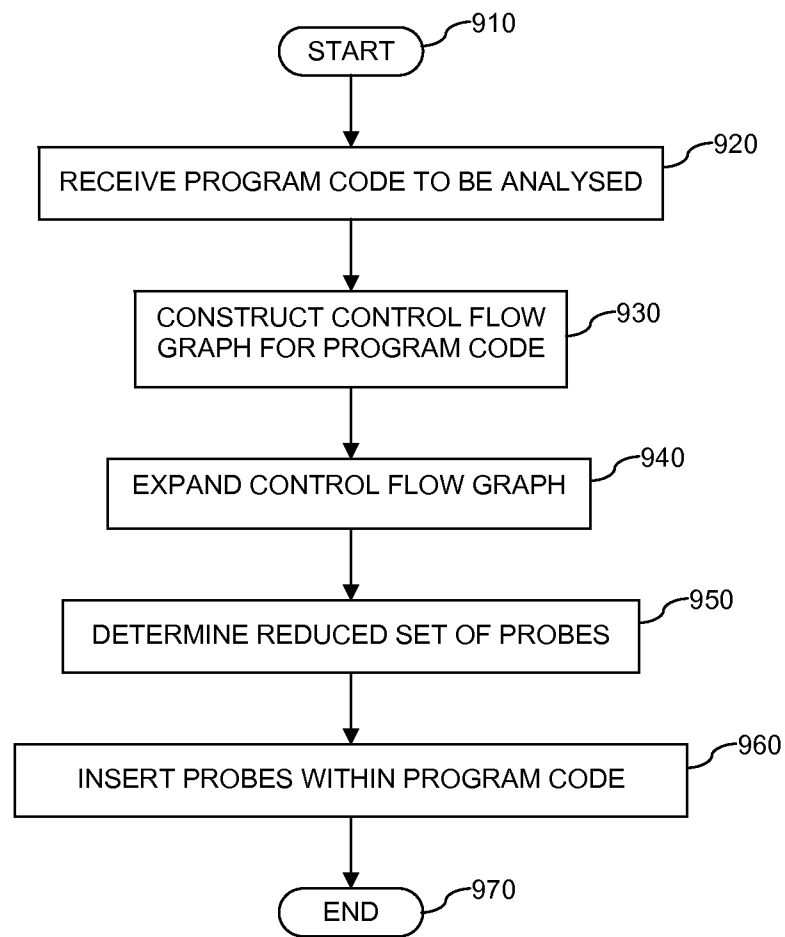 START
910
RECEIVE PROGRAM CODE TO BE ANALYSED
920
CONSTRUCT CONTROL FLOW
GRAPH FOR PROGRAM CODE
930
EXPAND CONTROL FLOW GRAPH
940
DETERMINE REDUCED SET OF PROBES
950
INSERT PROBES WITHIN PROGRAM CODE
960
END
970